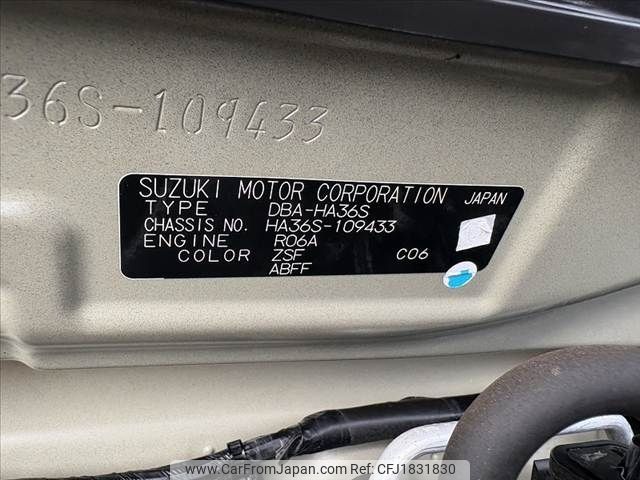 36S-109433
SUZUKI MOTOR CORPORATION JAPAN
TYPE DBA-HA36S
CHASSIS NO. HA36S-109433
ENGINE R06A
COLOR ZSF C06
ABFF
© carFromJapan.com Ref No: CFJ1831830